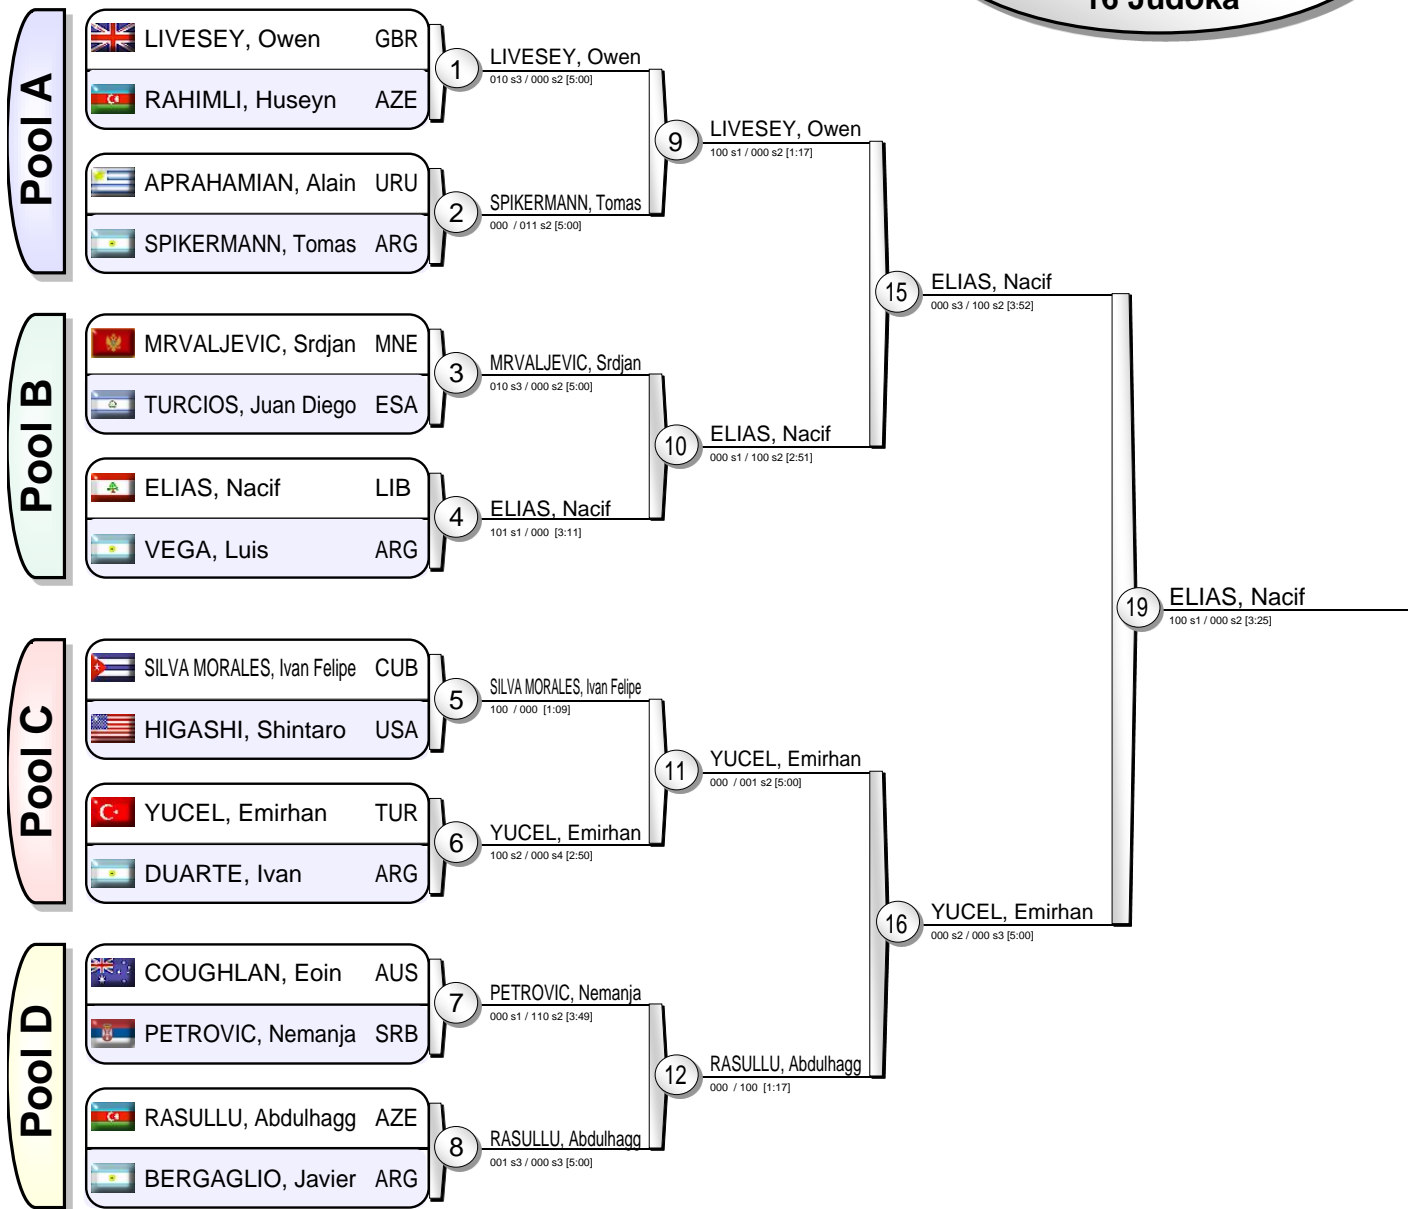 16 Judoka
Pool A
LIVESEY, Owen GBR
RAHIMLI, Huseyn AZE
APRAHAMIAN, Alain URU
SPIKERMANN, Tomas ARG
Pool B
MRVALJEVIC, Srdjan MNE
TURCIOS, Juan Diego ESA
ELIAS, Nacif LIB
VEGA, Luis ARG
Pool C
SILVA MORALES, Ivan Felipe CUB
HIGASHI, Shintaro USA
YUCEL, Emirhan TUR
DUARTE, Ivan ARG
Pool D
COUGHLAN, Eoin AUS
PETROVIC, Nemanja SRB
RASULLU, Abdulhagg AZE
BERGAGLIO, Javier ARG
1
LIVESEY, Owen
010 s3 / 000 s2 [5:00]
2
SPIKERMANN, Tomas
000 / 011 s2 [5:00]
3
MRVALJEVIC, Srdjan
010 s3 / 000 s2 [5:00]
4
ELIAS, Nacif
101 s1 / 000 [3:11]
5
SILVA MORALES, Ivan Felipe
100 / 000 [1:09]
6
YUCEL, Emirhan
100 s2 / 000 s4 [2:50]
7
PETROVIC, Nemanja
000 s1 / 110 s2 [3:49]
8
RASULLU, Abdulhagg
001 s3 / 000 s3 [5:00]
9
LIVESEY, Owen
100 s1 / 000 s2 [1:17]
10
ELIAS, Nacif
000 s1 / 100 s2 [2:51]
11
YUCEL, Emirhan
000 / 001 s2 [5:00]
12
RASULLU, Abdulhagg
000 / 100 [1:17]
15
ELIAS, Nacif
000 s3 / 100 s2 [3:52]
16
YUCEL, Emirhan
000 s2 / 000 s3 [5:00]
19
ELIAS, Nacif
100 s1 / 000 s2 [3:25]